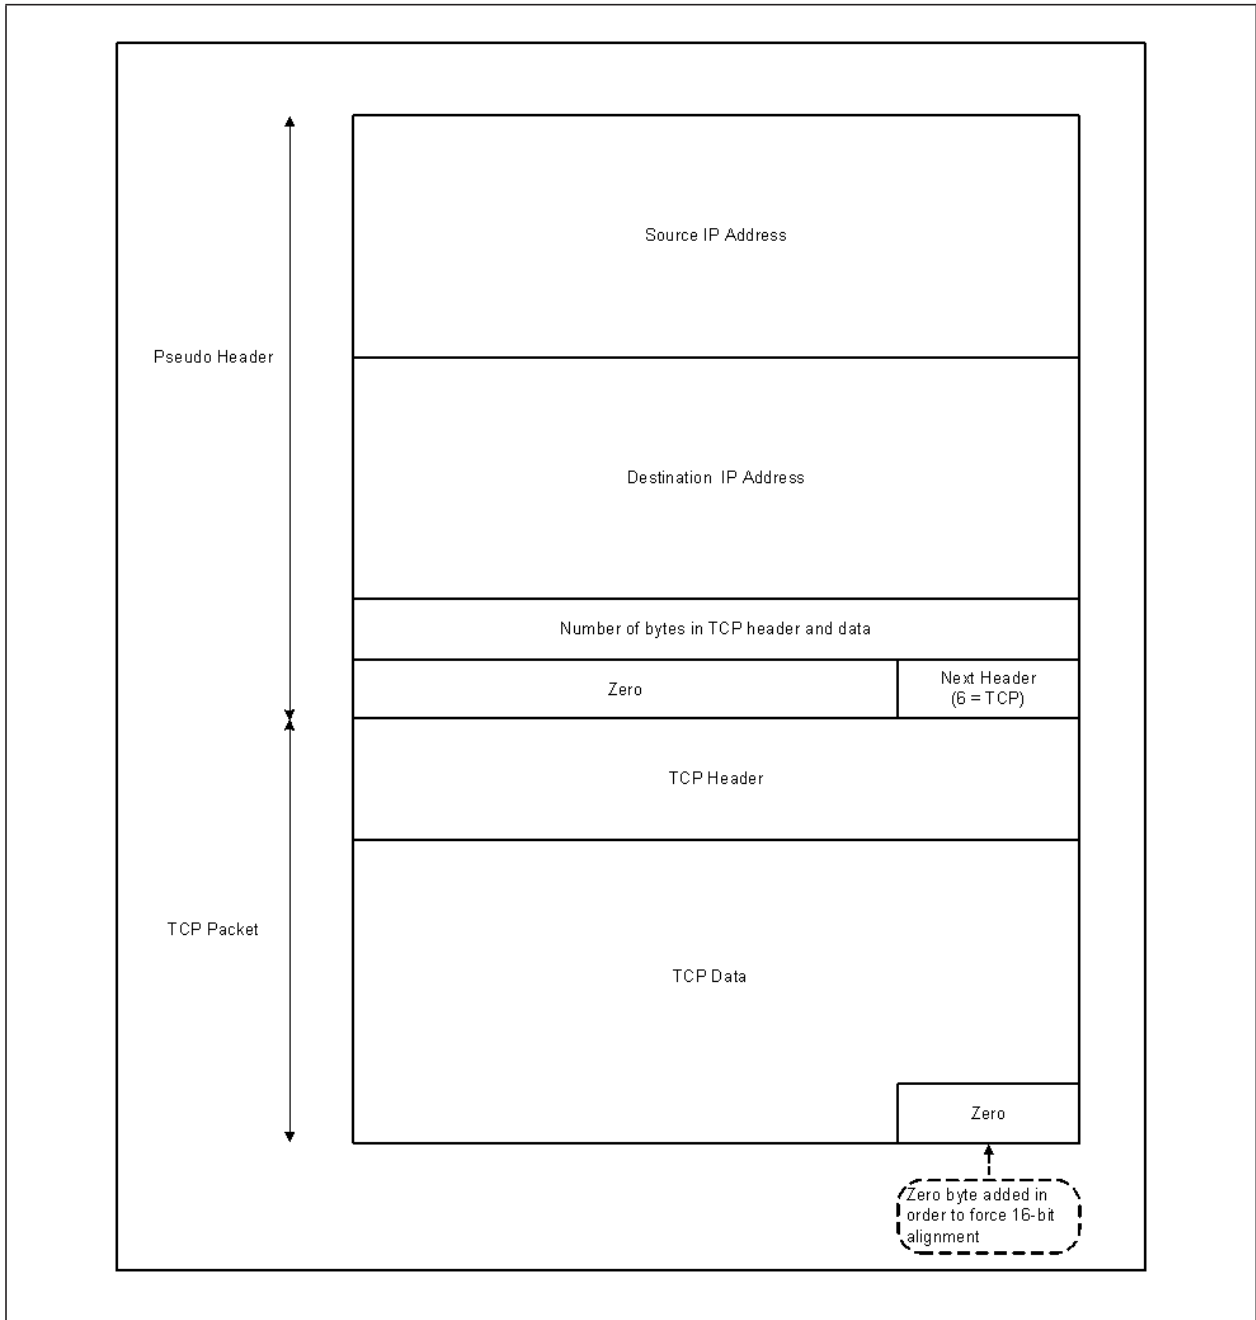 Source IP Address
Pseudo Header
Destination IP Address
Number of bytes in TCP header and data
Zero
Next Header
(6 = TCP)
TCP Header
TCP Packet
TCP Data
Zero
Zero byte added in
order to force 16-bit
alignment